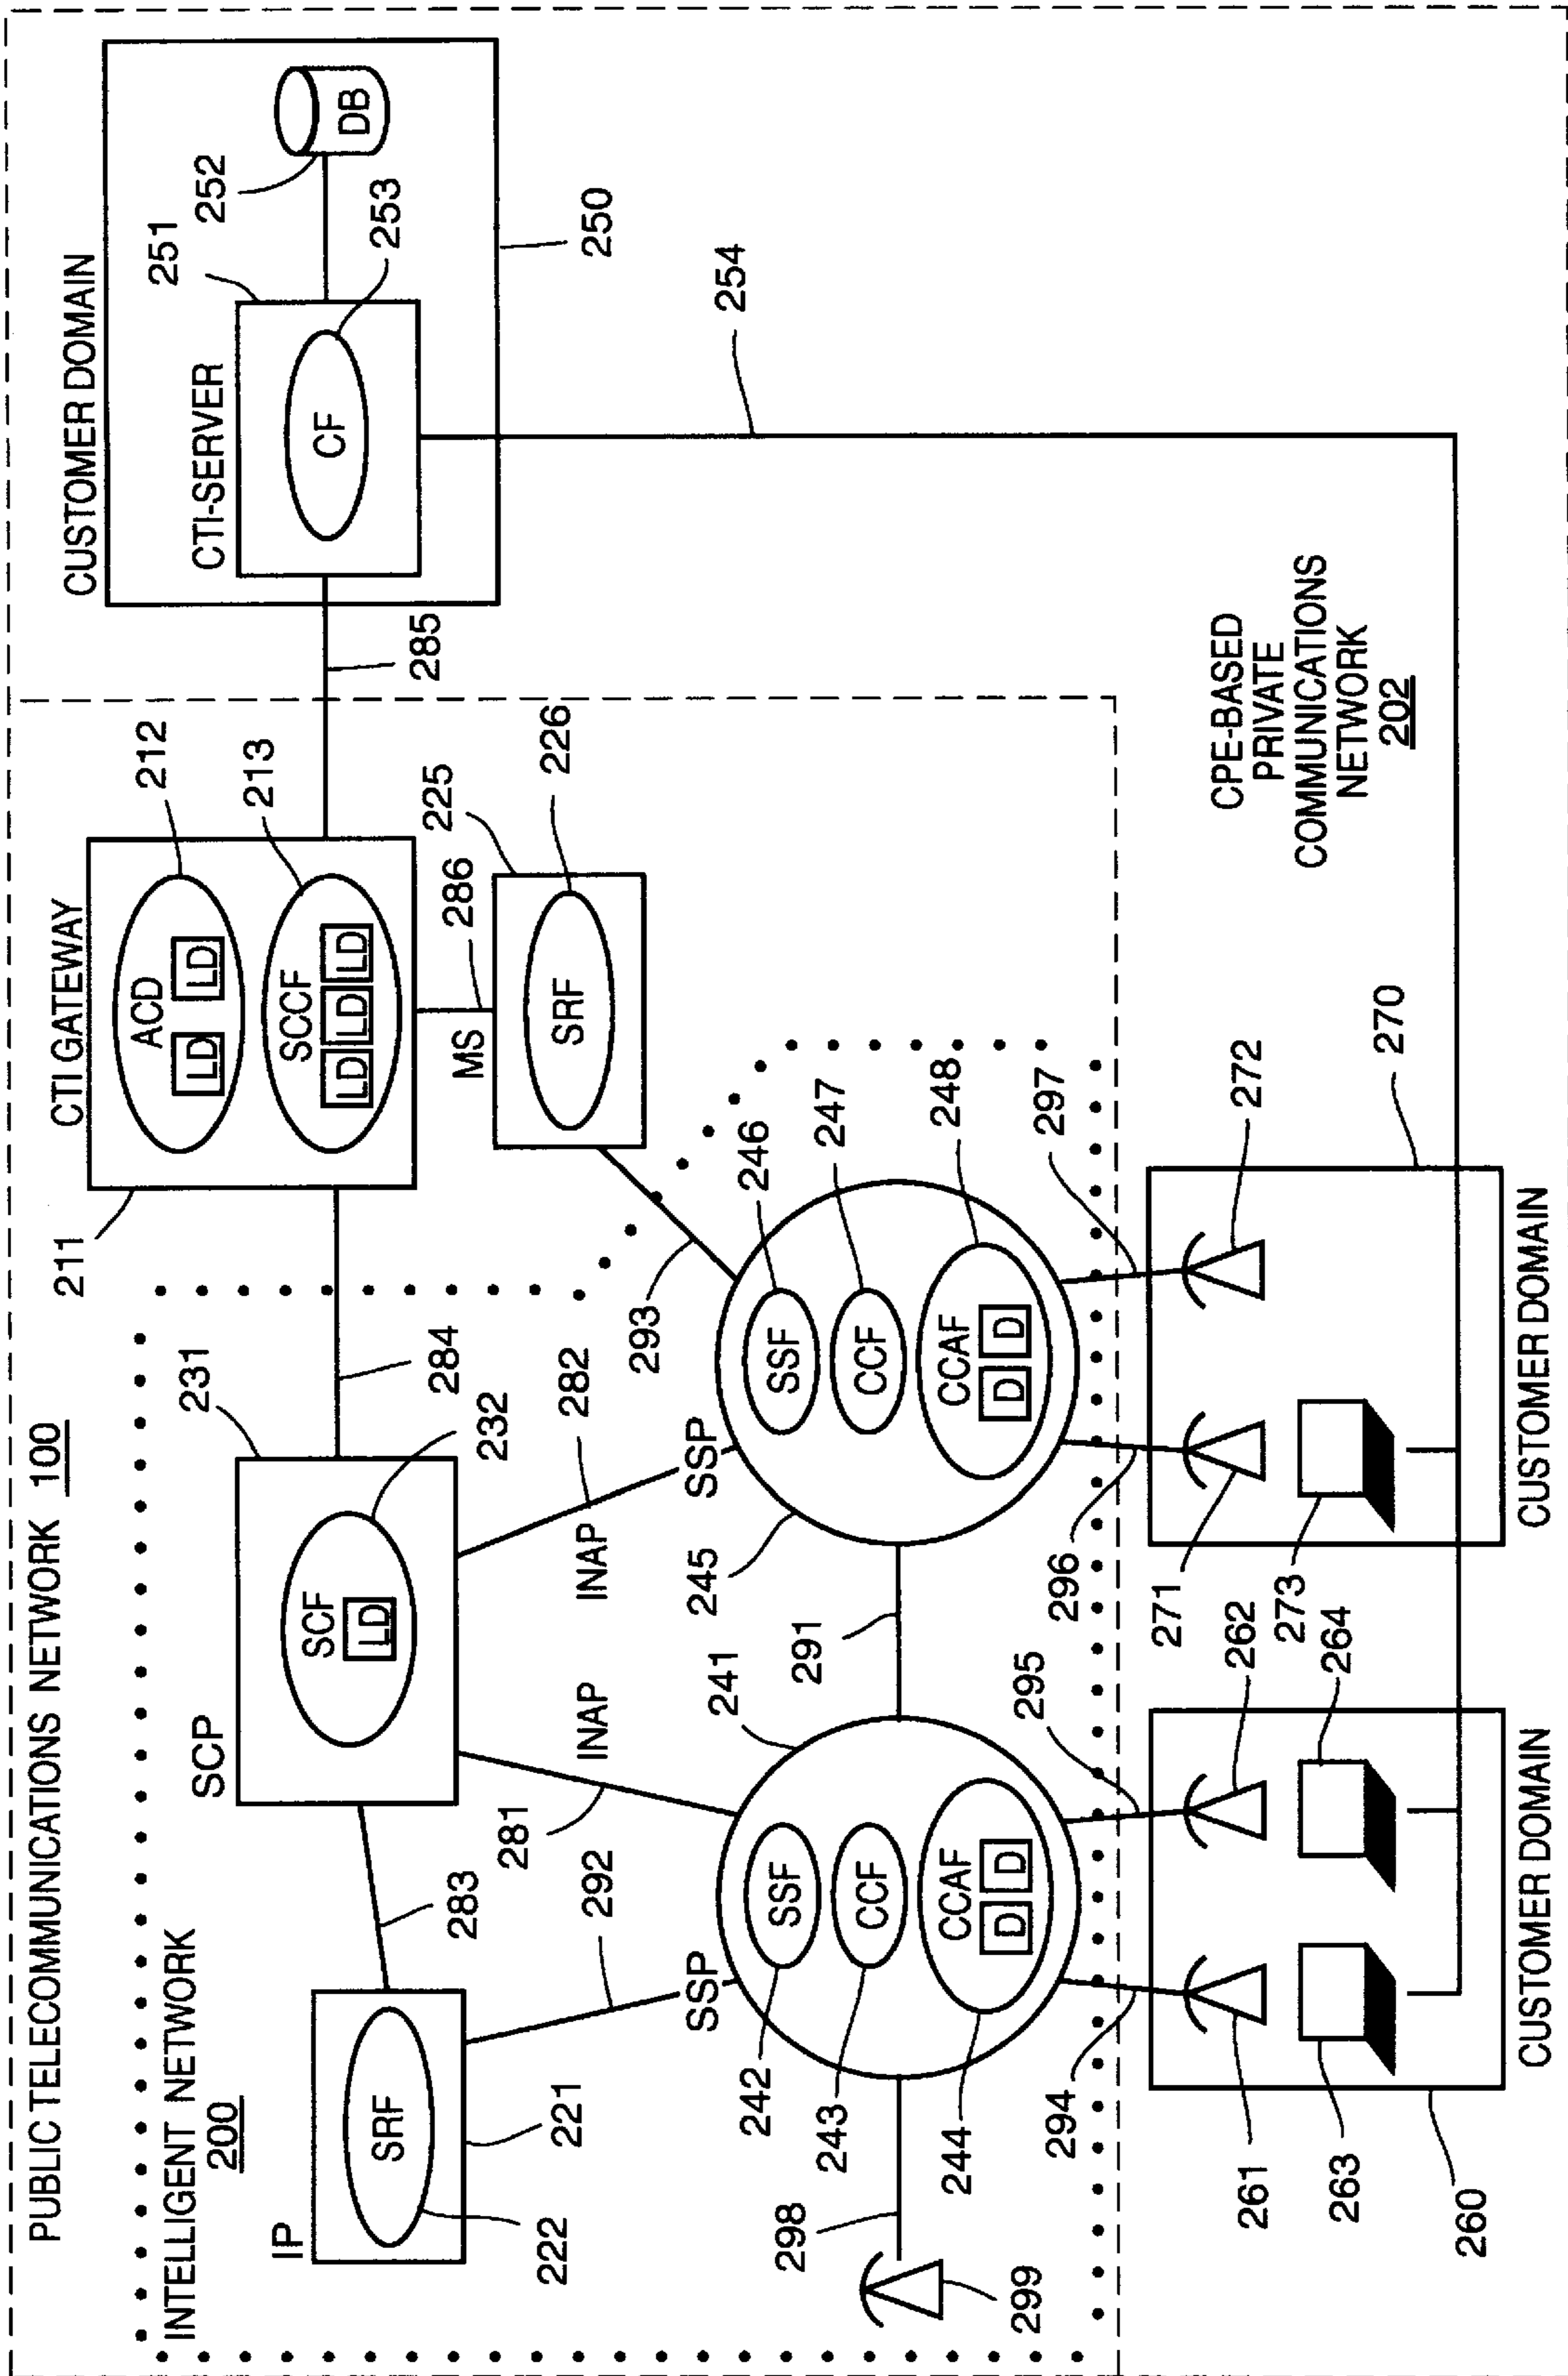 PUBLIC TELECOMMUNICATIONS NETWORK 100
INTELLIGENT NETWORK
200
IP
SRF
222
221
SCP
SCF
LD
231
232
283
284
CTI GATEWAY
211
ACD
LD
LD
212
SCCF
LD
LD
LD
213
285
CUSTOMER DOMAIN
CTI-SERVER
CF
251
252
253
DB
250
254
MS
286
225
SRF
226
292
281
INAP
INAP
282
293
SSP
241
SSF
CCF
CCAF
D
D
242
243
244
291
SSP
245
SSF
CCF
CCAF
D
D
246
247
248
298
299
294
295
296
297
CPE-BASED
PRIVATE
COMMUNICATIONS
NETWORK
202
261
262
263
264
260
CUSTOMER DOMAIN
271
272
273
270
CUSTOMER DOMAIN